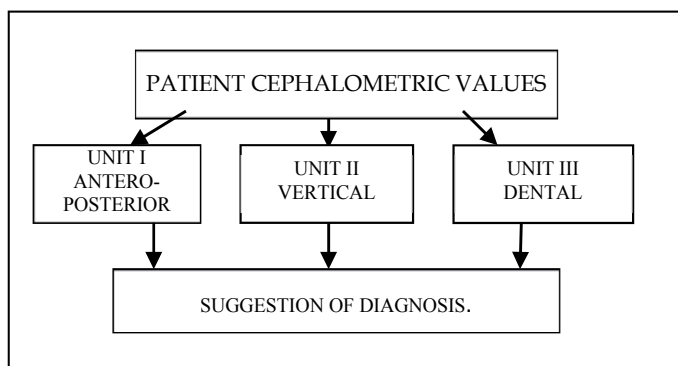 PATIENT CEPHALOMETRIC VALUES
UNIT I
ANTERO-
POSTERIOR
UNIT II
VERTICAL
UNIT III
DENTAL
SUGGESTION OF DIAGNOSIS.